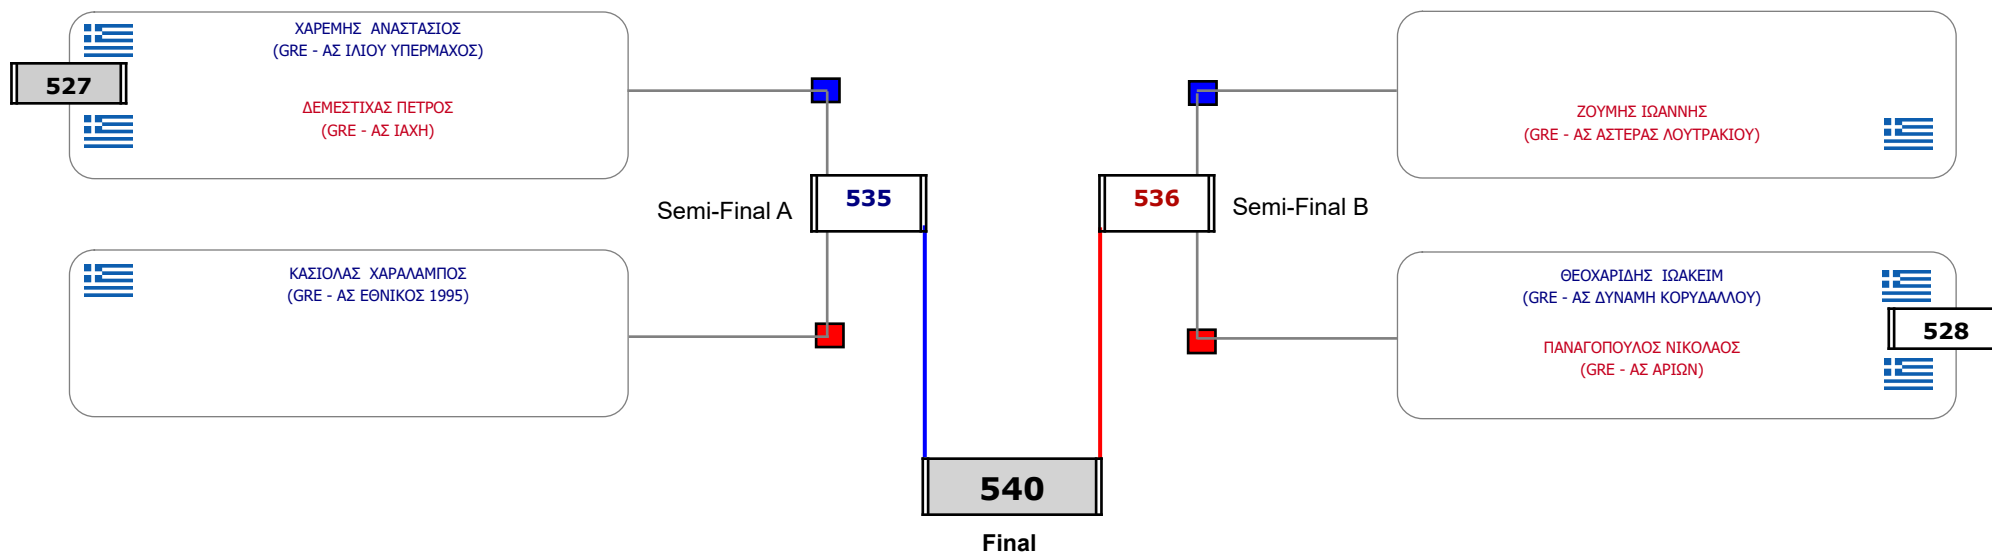 ΧΑΡΕΜΗΣ ΑΝΑΣΤΑΣΙΟΣ
(GRE - ΑΣ ΙΛΙΟΥ ΥΠΕΡΜΑΧΟΣ)
527
ΔΕΜΕΣΤΙΧΑΣ ΠΕΤΡΟΣ
(GRE - ΑΣ ΙΑΧΗ)
ΖΟΥΜΗΣ ΙΩΑΝΝΗΣ
(GRE - ΑΣ ΑΣΤΕΡΑΣ ΛΟΥΤΡΑΚΙΟΥ)
Semi-Final A
535
536
Semi-Final B
ΚΑΣΙΟΛΑΣ ΧΑΡΑΛΑΜΠΟΣ
(GRE - ΑΣ ΕΘΝΙΚΟΣ 1995)
ΘΕΟΧΑΡΙΔΗΣ ΙΩΑΚΕΙΜ
(GRE - ΑΣ ΔΥΝΑΜΗ ΚΟΡΥΔΑΛΛΟΥ)
528
ΠΑΝΑΓΟΠΟΥΛΟΣ ΝΙΚΟΛΑΟΣ
(GRE - ΑΣ ΑΡΙΩΝ)
540
Final